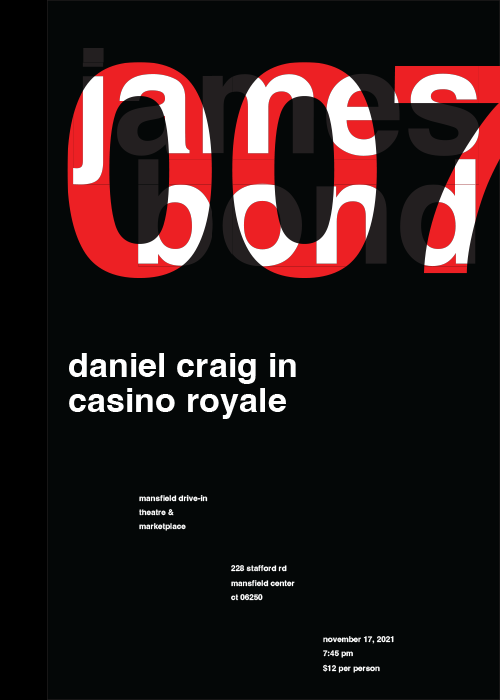 james
bond
007
daniel craig in
casino royale
mansfield drive-in
theatre &
marketplace
228 stafford rd
mansfield center
ct 06250
november 17, 2021
7:45 pm
$12 per person